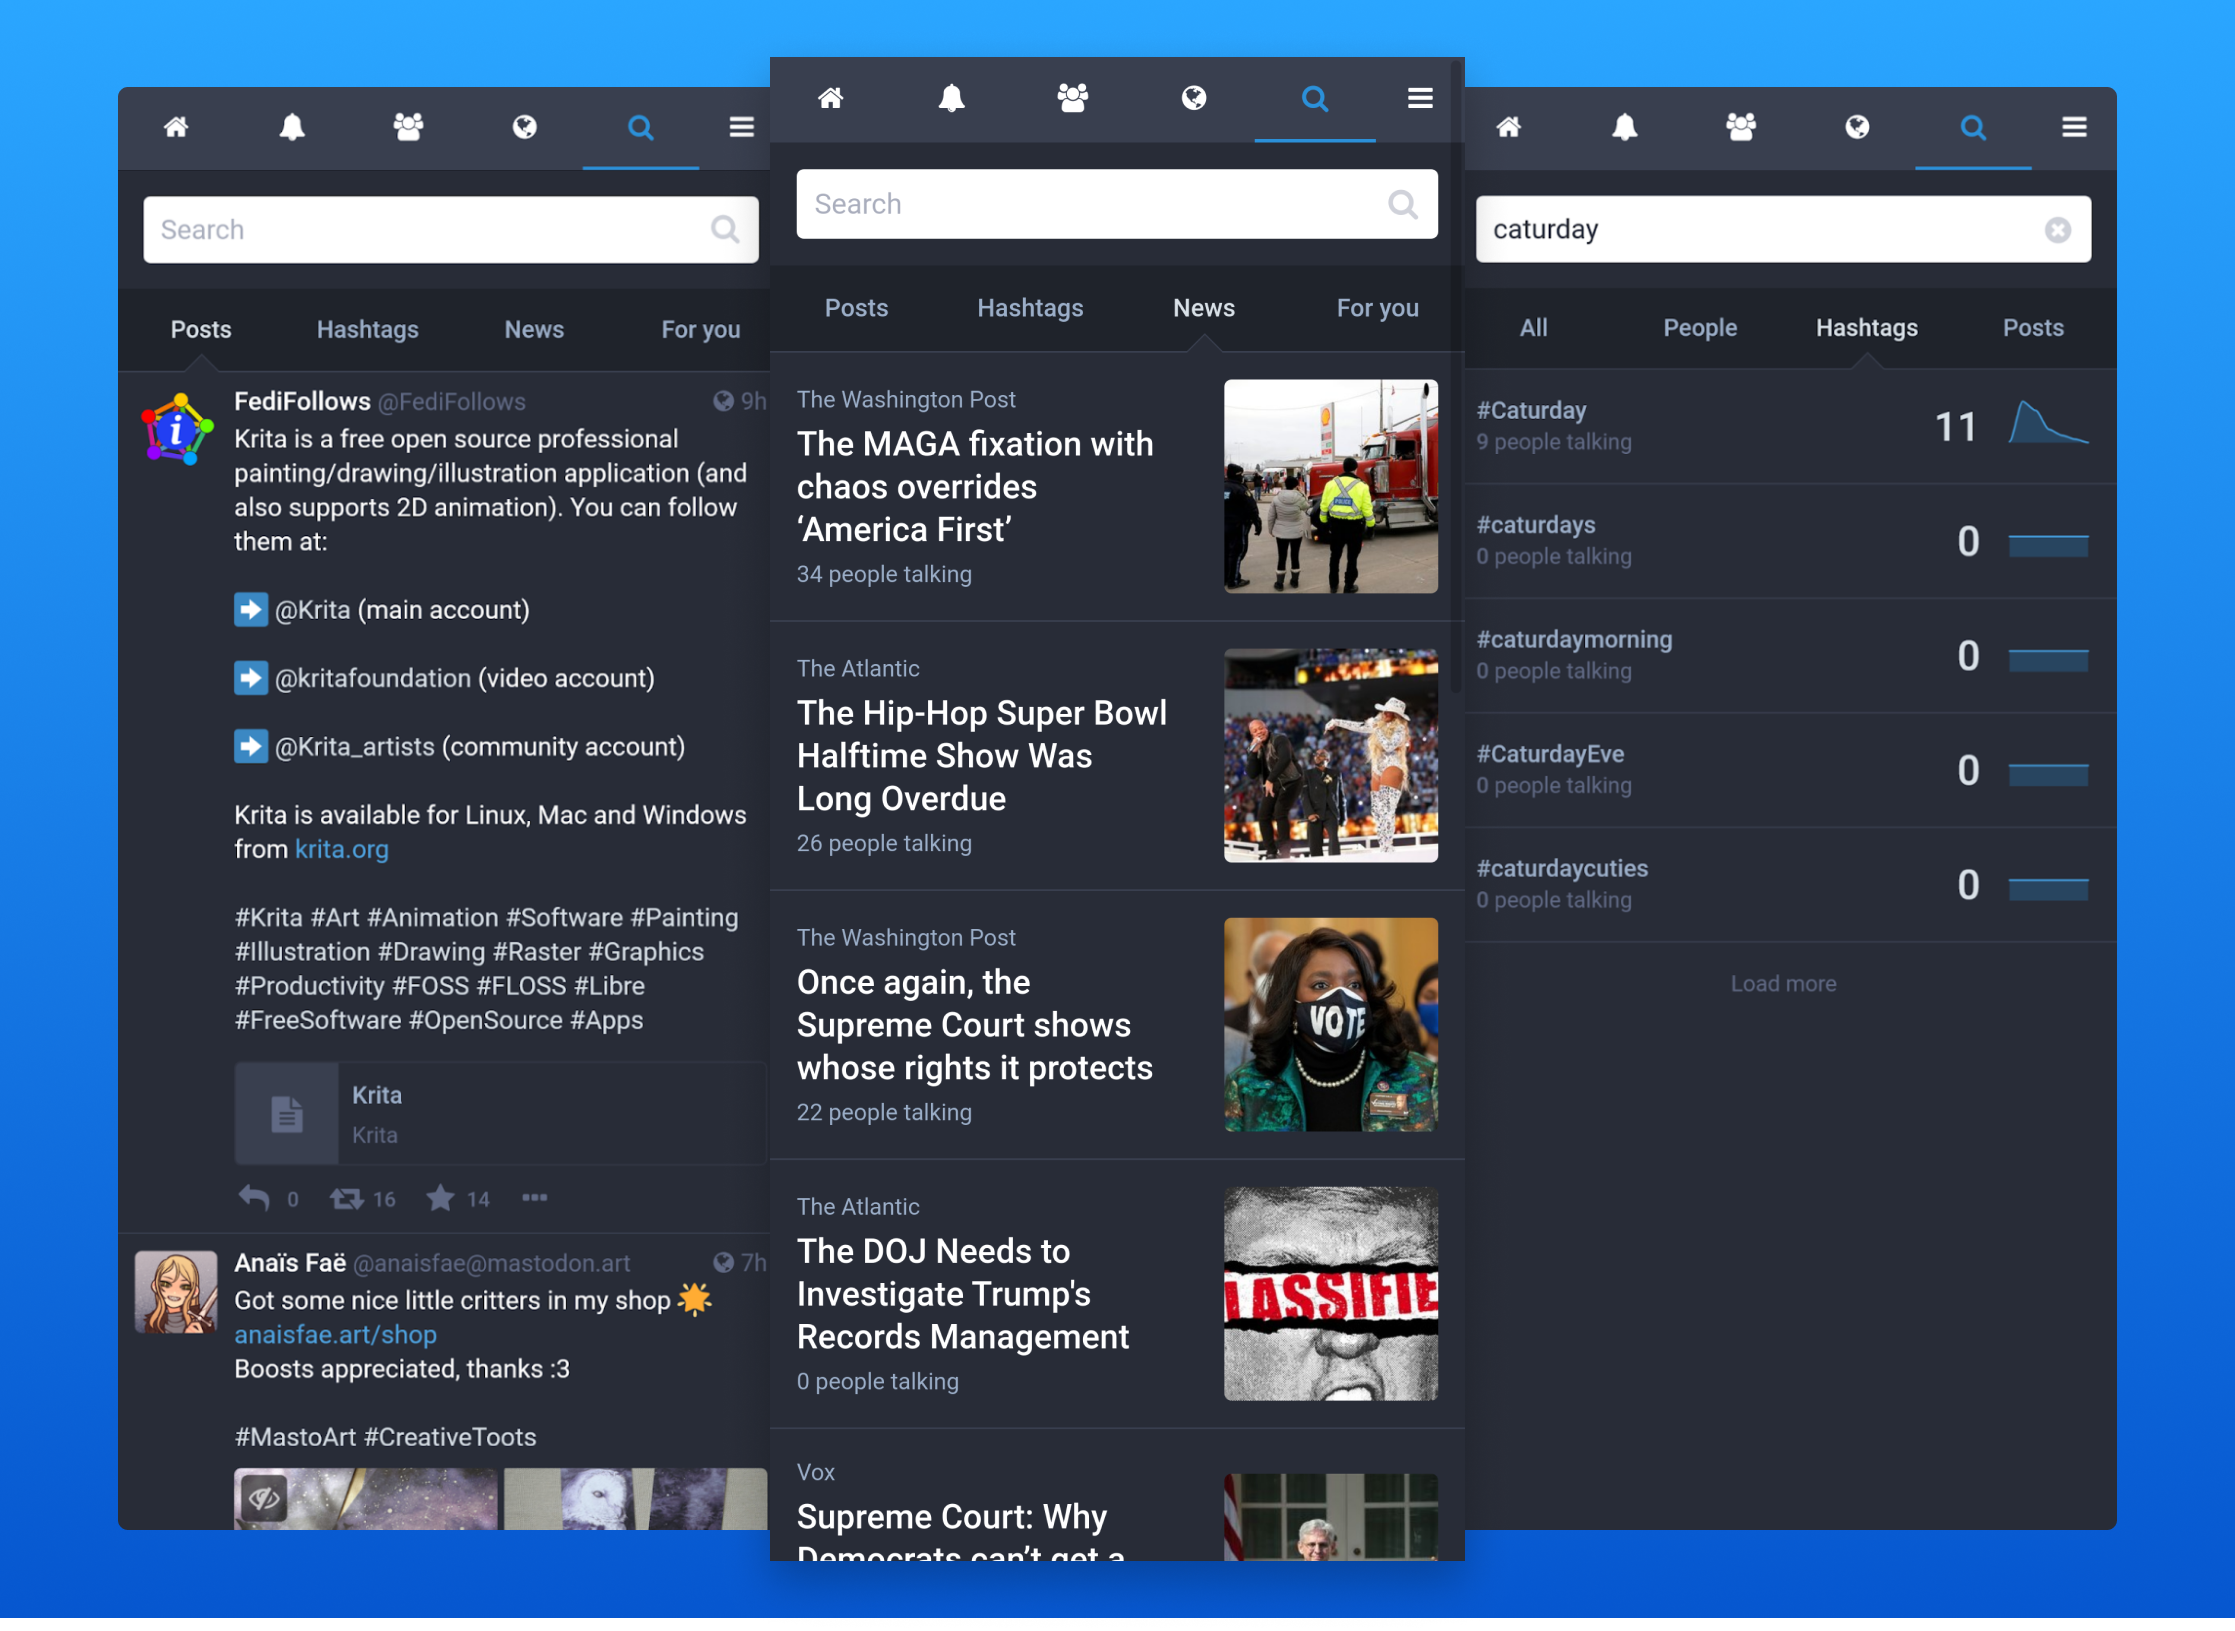 Search
Posts
Hashtags
News
For you
FediFollows @FediFollows
9h
Krita is a free open source professional
painting/drawing/illustration application (and
also supports 2D animation). You can follow
them at:
@Krita (main account)
@kritafoundation (video account)
@Krita_artists (community account)
Krita is available for Linux, Mac and Windows
from krita.org
#Krita #Art #Animation #Software #Painting
#Illustration #Drawing #Raster #Graphics
#Productivity #FOSS #FLOSS #Libre
#FreeSoftware #OpenSource #Apps
Krita
Krita
0
16
14
Anaïs Faë @anaisfae@mastodon.art
7h
Got some nice little critters in my shop
anaisfae.art/shop
Boosts appreciated, thanks :3
#MastoArt #CreativeToots
Search
Posts
Hashtags
News
For you
The Washington Post
The MAGA fixation with
chaos overrides
‘America First’
34 people talking
The Atlantic
The Hip-Hop Super Bowl
Halftime Show Was
Long Overdue
26 people talking
The Washington Post
Once again, the
Supreme Court shows
whose rights it protects
22 people talking
VOTE
The Atlantic
The DOJ Needs to
Investigate Trump's
Records Management
0 people talking
LASSIFIE
Vox
Supreme Court: Why
Democrats can’t get a
caturday
All
People
Hashtags
Posts
#Caturday
9 people talking
11
#caturdays
0 people talking
0
#caturdaymorning
0 people talking
0
#CaturdayEve
0 people talking
0
#caturdaycuties
0 people talking
0
Load more